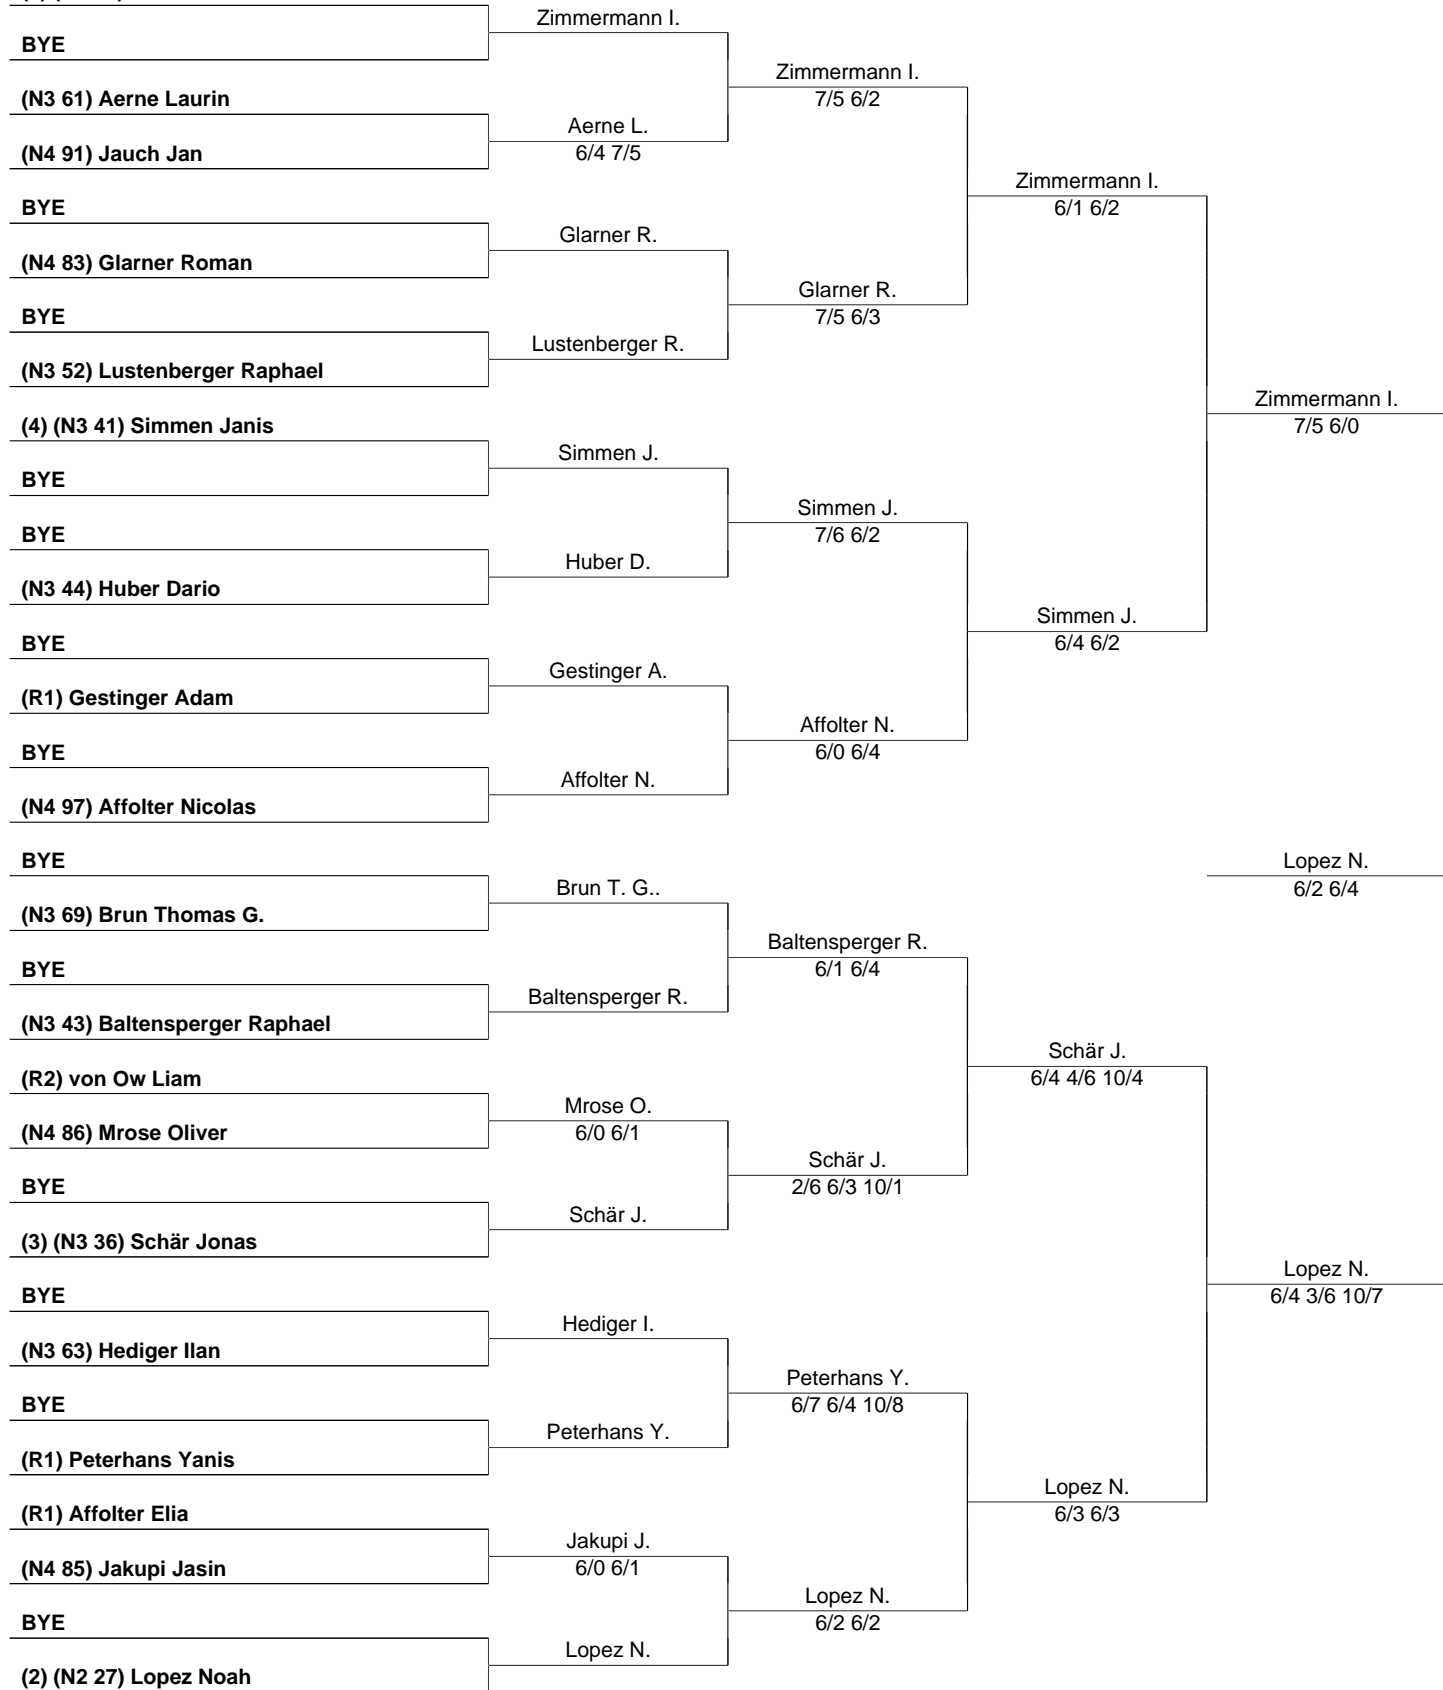 BYE
(N3 61) Aerne Laurin
(N4 91) Jauch Jan
BYE
(N4 83) Glarner Roman
BYE
(N3 52) Lustenberger Raphael
(4) (N3 41) Simmen Janis
BYE
BYE
(N3 44) Huber Dario
BYE
(R1) Gestinger Adam
BYE
(N4 97) Affolter Nicolas
BYE
(N3 69) Brun Thomas G.
BYE
(N3 43) Baltensperger Raphael
(R2) von Ow Liam
(N4 86) Mrose Oliver
BYE
(3) (N3 36) Schär Jonas
BYE
(N3 63) Hediger Ilan
BYE
(R1) Peterhans Yanis
(R1) Affolter Elia
(N4 85) Jakupi Jasin
BYE
(2) (N2 27) Lopez Noah
Zimmermann I.
Aerne L.
6/4 7/5
Glarner R.
Lustenberger R.
Simmen J.
Huber D.
Gestinger A.
Affolter N.
Brun T. G..
Baltensperger R.
Mrose O.
6/0 6/1
Schär J.
Hediger I.
Peterhans Y.
Jakupi J.
6/0 6/1
Lopez N.
Zimmermann I.
7/5 6/2
Glarner R.
7/5 6/3
Simmen J.
7/6 6/2
Affolter N.
6/0 6/4
Baltensperger R.
6/1 6/4
Schär J.
2/6 6/3 10/1
Peterhans Y.
6/7 6/4 10/8
Lopez N.
6/2 6/2
Zimmermann I.
6/1 6/2
Simmen J.
6/4 6/2
Schär J.
6/4 4/6 10/4
Lopez N.
6/3 6/3
Zimmermann I.
7/5 6/0
Lopez N.
6/2 6/4
Lopez N.
6/4 3/6 10/7